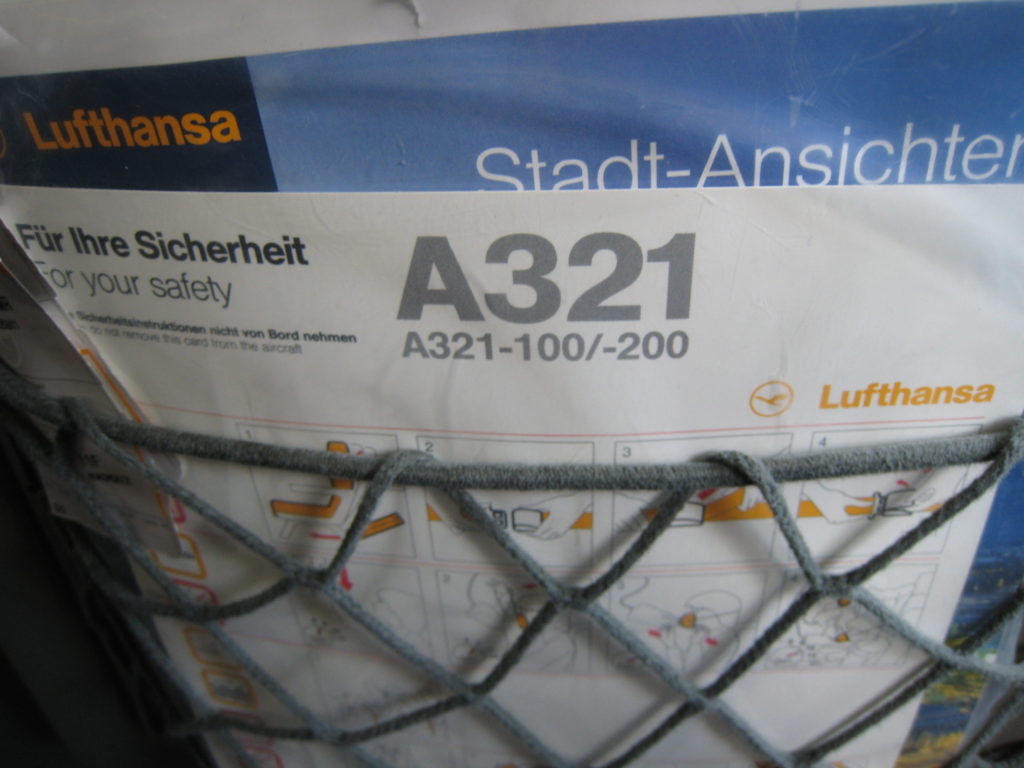 Lufthansa
Stadt-Ansichten
Für Ihre Sicherheit
For your safety
Sicherheitsinstruktionen nicht von Bord nehmen
do not remove this card from the aircraft
A321
A321-100/-200
Lufthansa
1
2
3
4
2